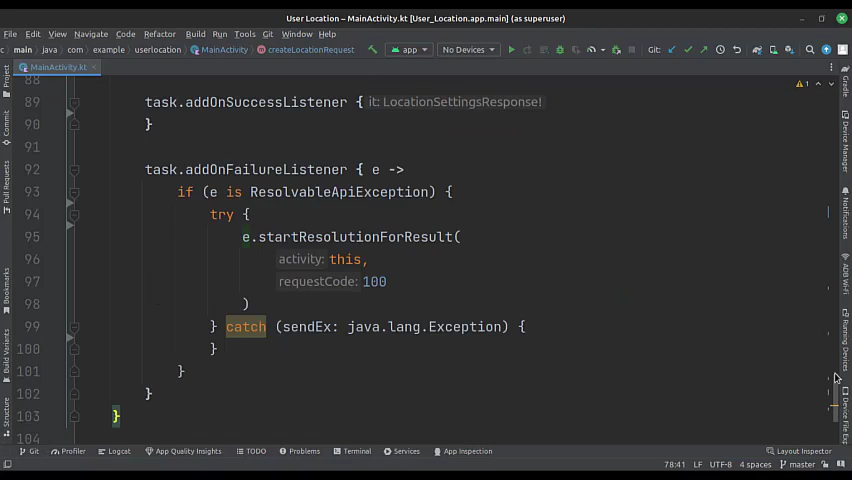 User Location – MainActivity.kt [User_Location.app.main] (as superuser)
File Edit View Navigate Code Refactor Build Run Tools Git Window Help
main java com example userlocation MainActivity createLocationRequest app No Devices Git:
MainActivity.kt
88
89 task.addOnSuccessListener { it: LocationSettingsResponse!
1
90 }
91
92 task.addOnFailureListener { e ->
93 if (e is ResolvableApiException) {
94 try {
95 e.startResolutionForResult(
96 activity: this,
97 requestCode: 100
98 )
99 } catch (sendEx: java.lang.Exception) {
100 }
101 }
102 }
103 }
104
Project
Commit
Pull Requests
Bookmarks
Build Variants
Structure
Gradle
Device Manager
Notifications
ADB Wi-Fi
Running Devices
Device File Ex
Git Profiler Logcat App Quality Insights TODO Problems Terminal Services App Inspection Layout Inspector
78:41 LF UTF-8 4 spaces master